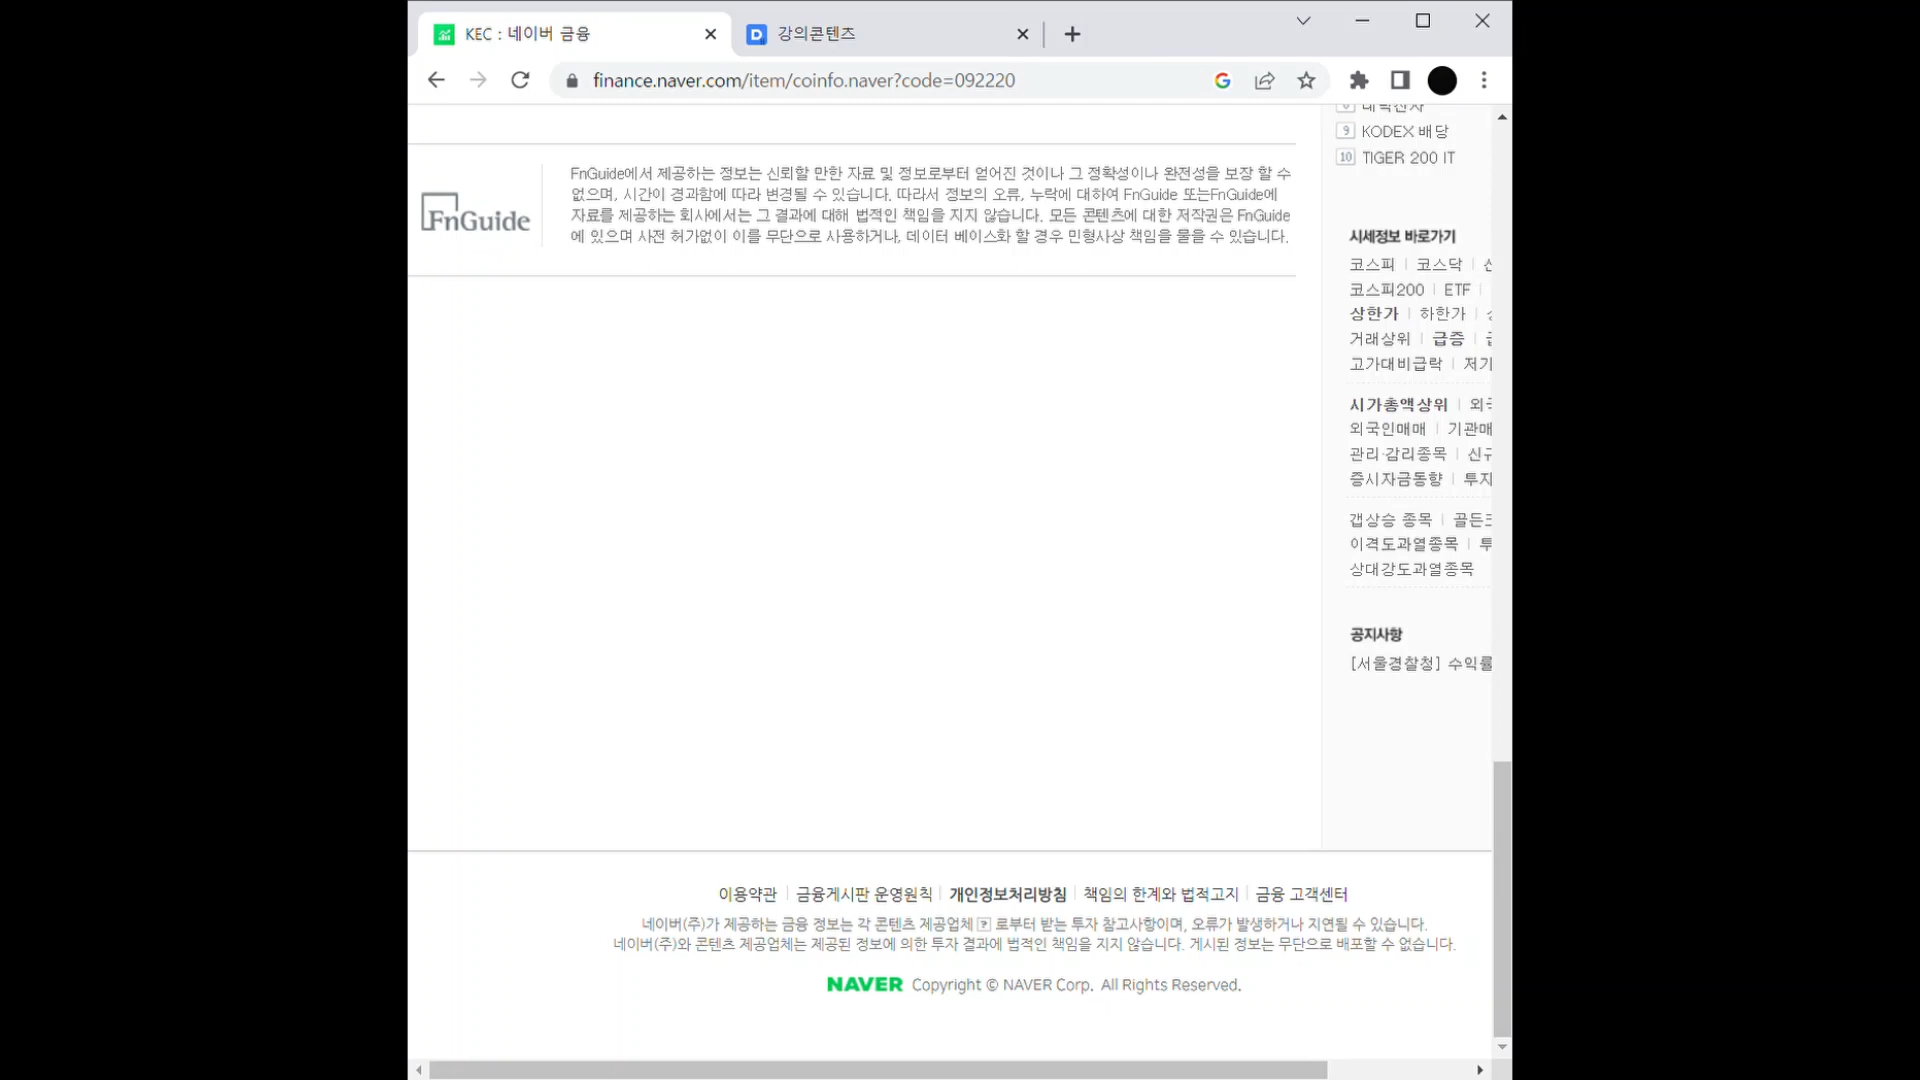 KEC : 네이버 금융
강의콘텐츠
finance.naver.com/item/coinfo.naver?code=092220
9 KODEX 배당
10 TIGER 200 IT
FnGuide
FnGuide에서 제공하는 정보는 신뢰할 만한 자료 및 정보로부터 얻어진 것이나 그 정확성이나 완전성을 보장 할 수
없으며, 시간이 경과함에 따라 변경될 수 있습니다. 따라서 정보의 오류, 누락에 대하여 FnGuide 또는FnGuide에
자료를 제공하는 회사에서는 그 결과에 대해 법적인 책임을 지지 않습니다. 모든 콘텐츠에 대한 저작권은 FnGuide
에 있으며 사전 허가없이 이를 무단으로 사용하거나, 데이터 베이스화 할 경우 민형사상 책임을 물을 수 있습니다.
시세정보 바로가기
코스피 코스닥
코스피200 ETF
상한가 하한가
거래상위 급증
고가대비급락
시가총액상위
외국인매매
관리·감리종목
증시자금동향
갭상승 종목
이격도과열종목
상대강도과열종목
공지사항
[서울경찰청] 수익률
이용약관 금융게시판 운영원칙 개인정보처리방침 책임의 한계와 법적고지 금융 고객센터
네이버(주)가 제공하는 금융 정보는 각 콘텐츠 제공업체 ? 로부터 받는 투자 참고사항이며, 오류가 발생하거나 지연될 수 있습니다.
네이버(주)와 콘텐츠 제공업체는 제공된 정보에 의한 투자 결과에 법적인 책임을 지지 않습니다. 게시된 정보는 무단으로 배포할 수 없습니다.
NAVER Copyright © NAVER Corp. All Rights Reserved.